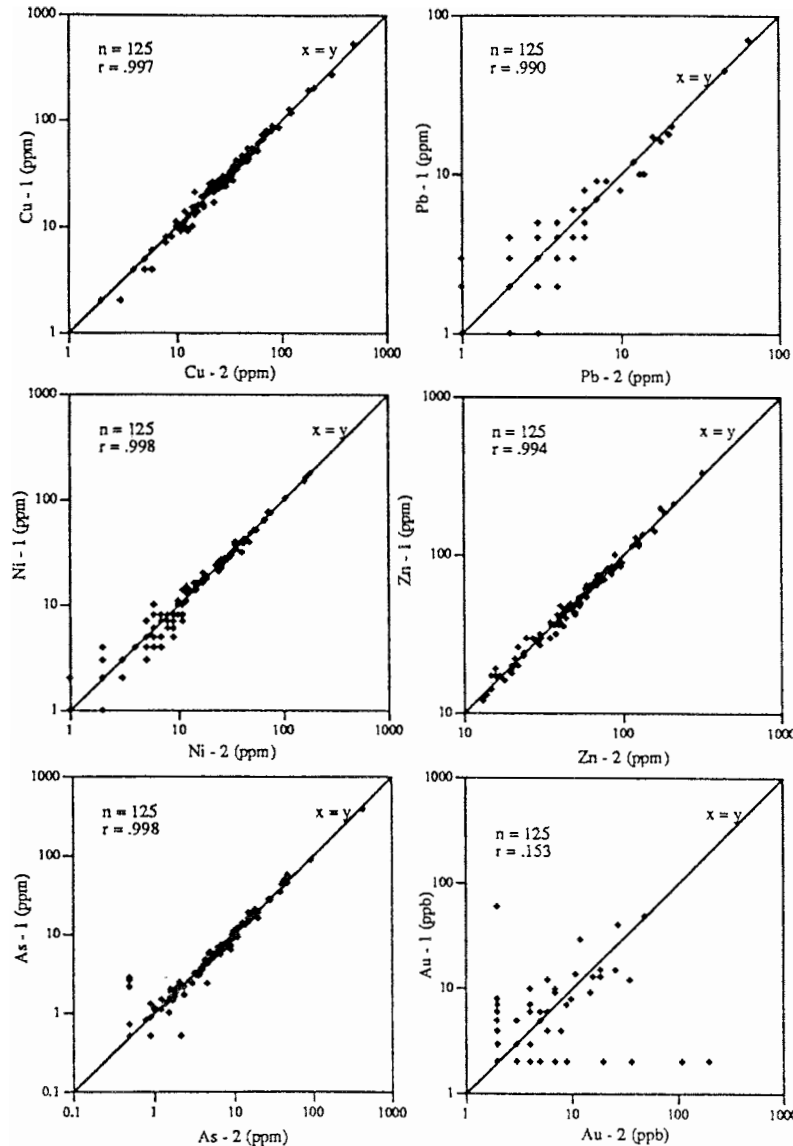 1000
n = 125
r = .997
x = y
100
Cu - 1 (ppm)
10
1
1
10
100
1000
Cu - 2 (ppm)
100
n = 125
r = .990
x = y
Pb - 1 (ppm)
10
1
1
10
100
Pb - 2 (ppm)
1000
n = 125
r = .998
x = y
100
Ni - 1 (ppm)
10
1
1
10
100
1000
Ni - 2 (ppm)
1000
n = 125
r = .994
x = y
Zn - 1 (ppm)
100
10
10
100
1000
Zn - 2 (ppm)
1000
n = 125
r = .998
x = y
100
As - 1 (ppm)
10
1
0.1
0.1
1
10
100
1000
As - 2 (ppm)
1000
n = 125
r = .153
x = y
100
Au - 1 (ppb)
10
1
1
10
100
1000
Au - 2 (ppb)